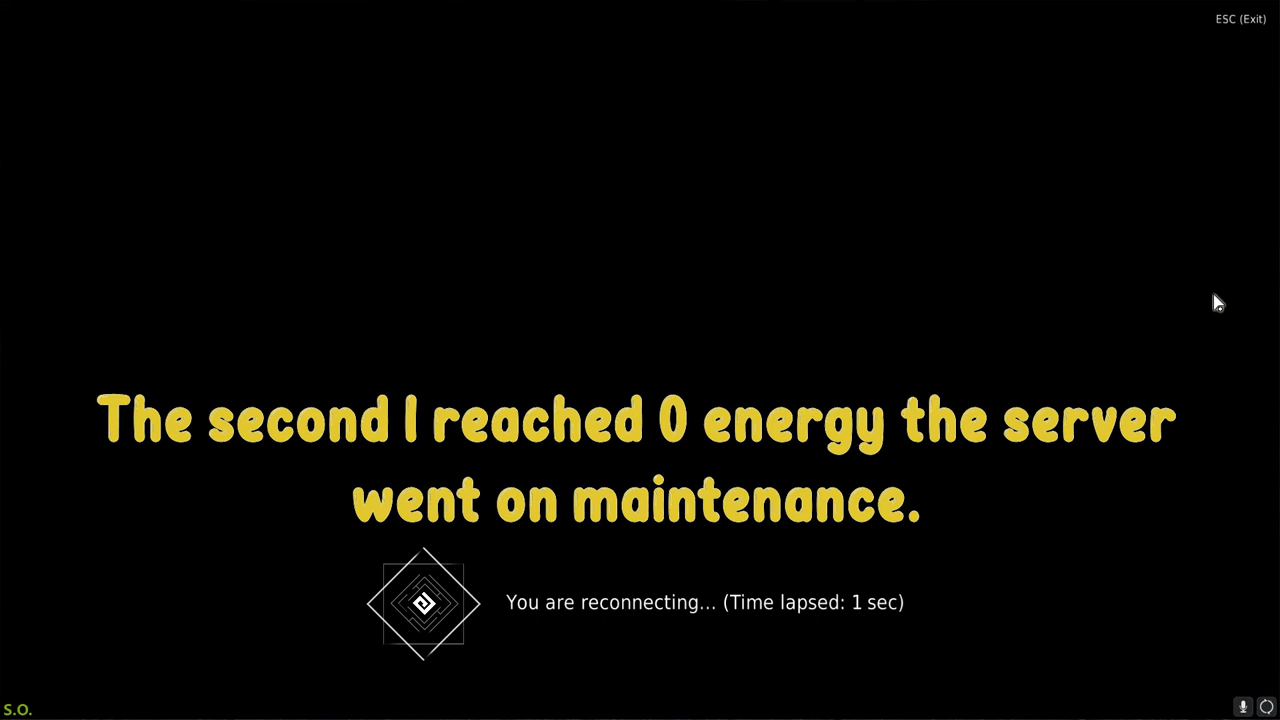 ESC (Exit)
The second I reached 0 energy the server
went on maintenance.
You are reconnecting... (Time lapsed: 1 sec)
S.O.